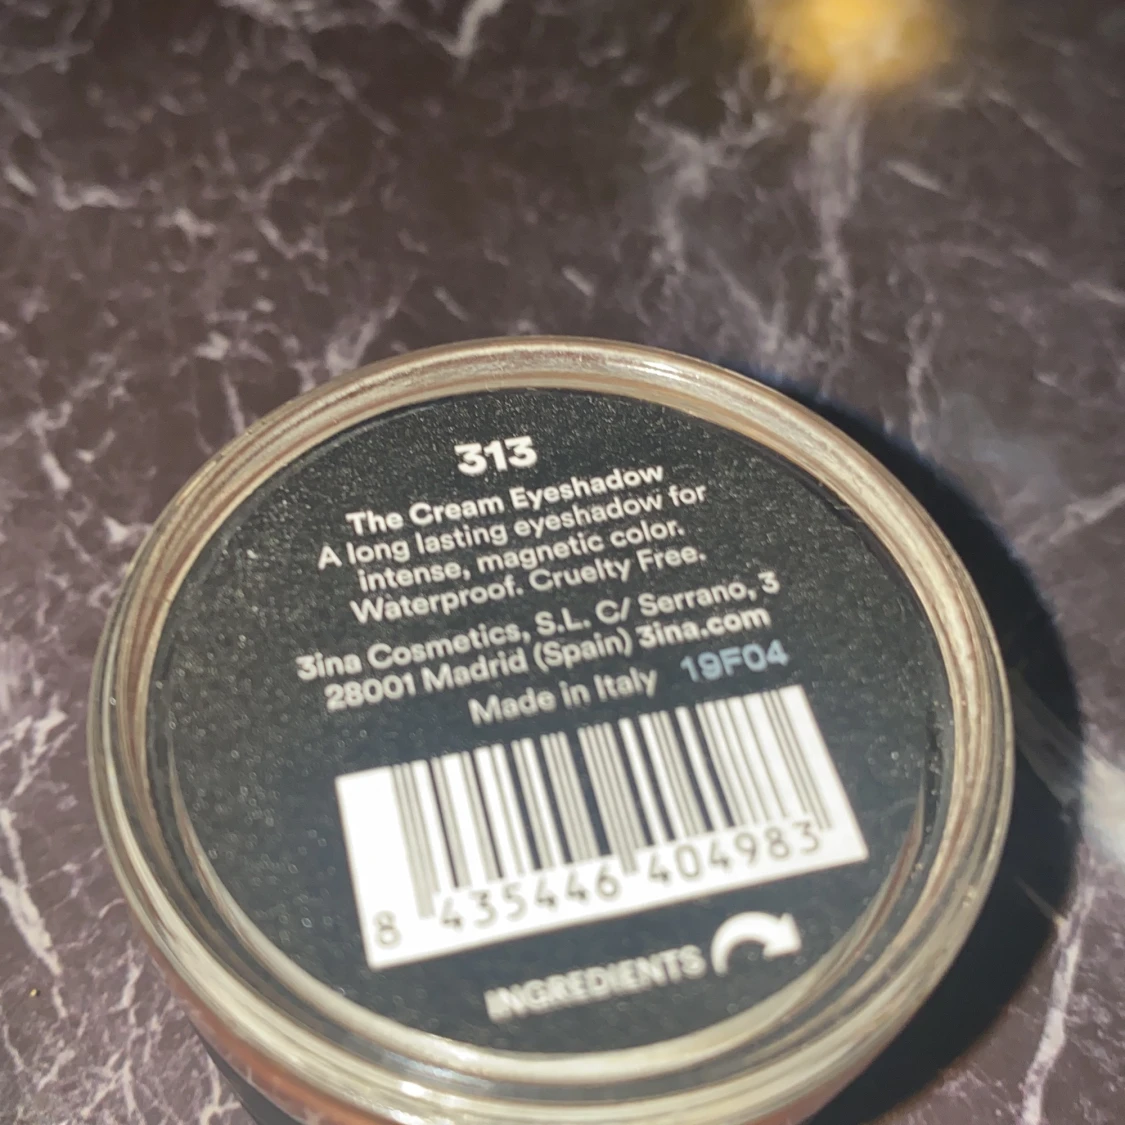 313
The Cream Eyeshadow
A long lasting eyeshadow for
intense, magnetic color.
Waterproof. Cruelty Free.
3ina Cosmetics, S.L. C/ Serrano, 3
28001 Madrid (Spain) 3ina.com
Made in Italy 19F04
8 435446 404983
INGREDIENTS